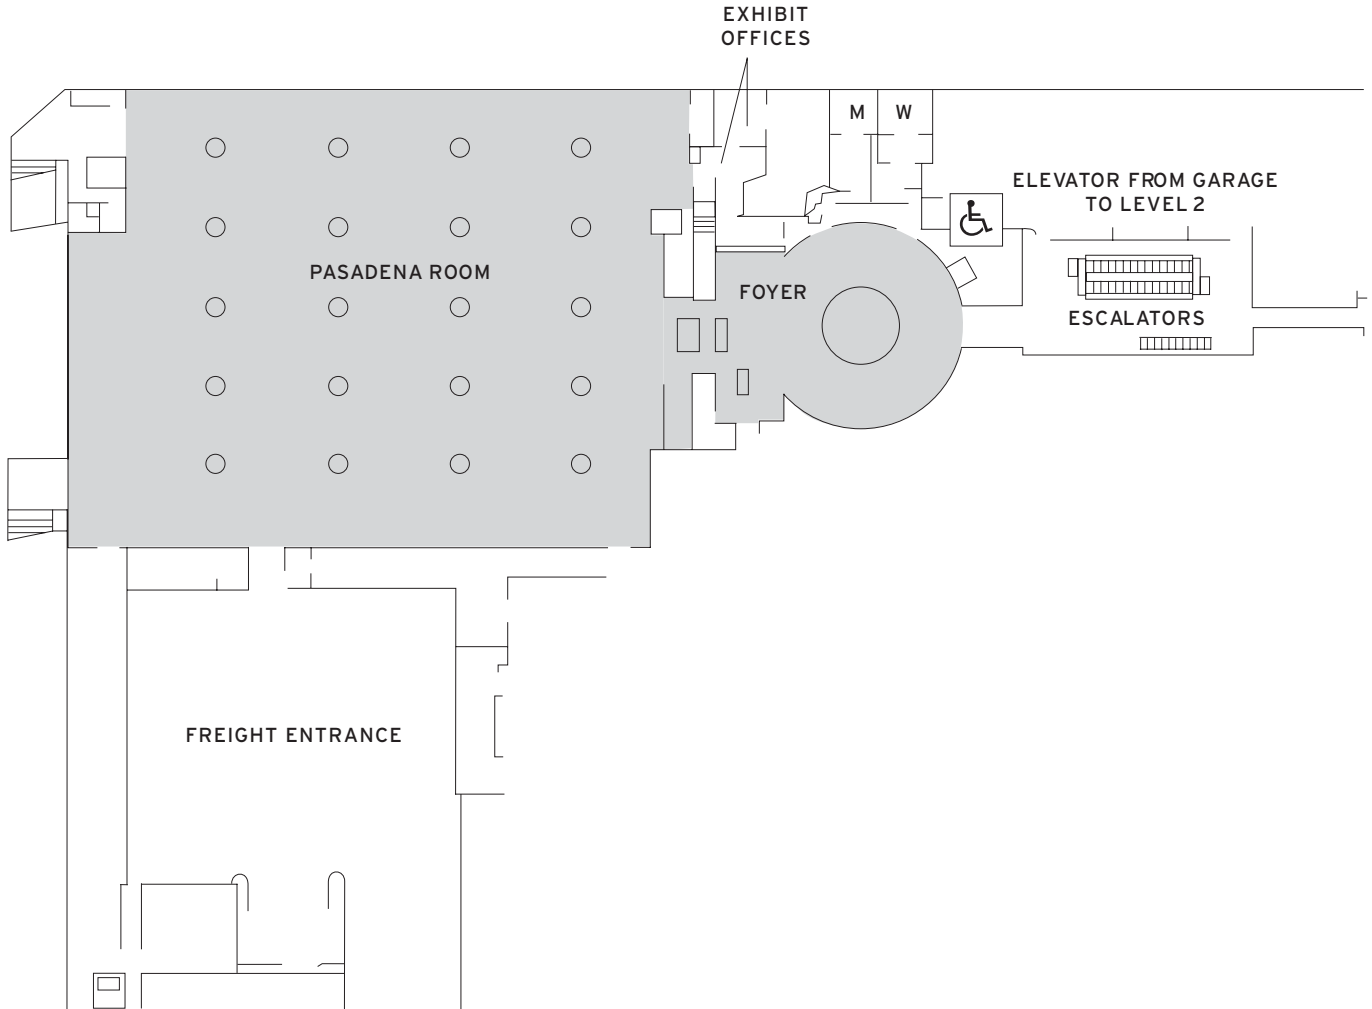 EXHIBIT
OFFICES
M
W
ELEVATOR FROM GARAGE
TO LEVEL 2
PASADENA ROOM
FOYER
ESCALATORS
FREIGHT ENTRANCE